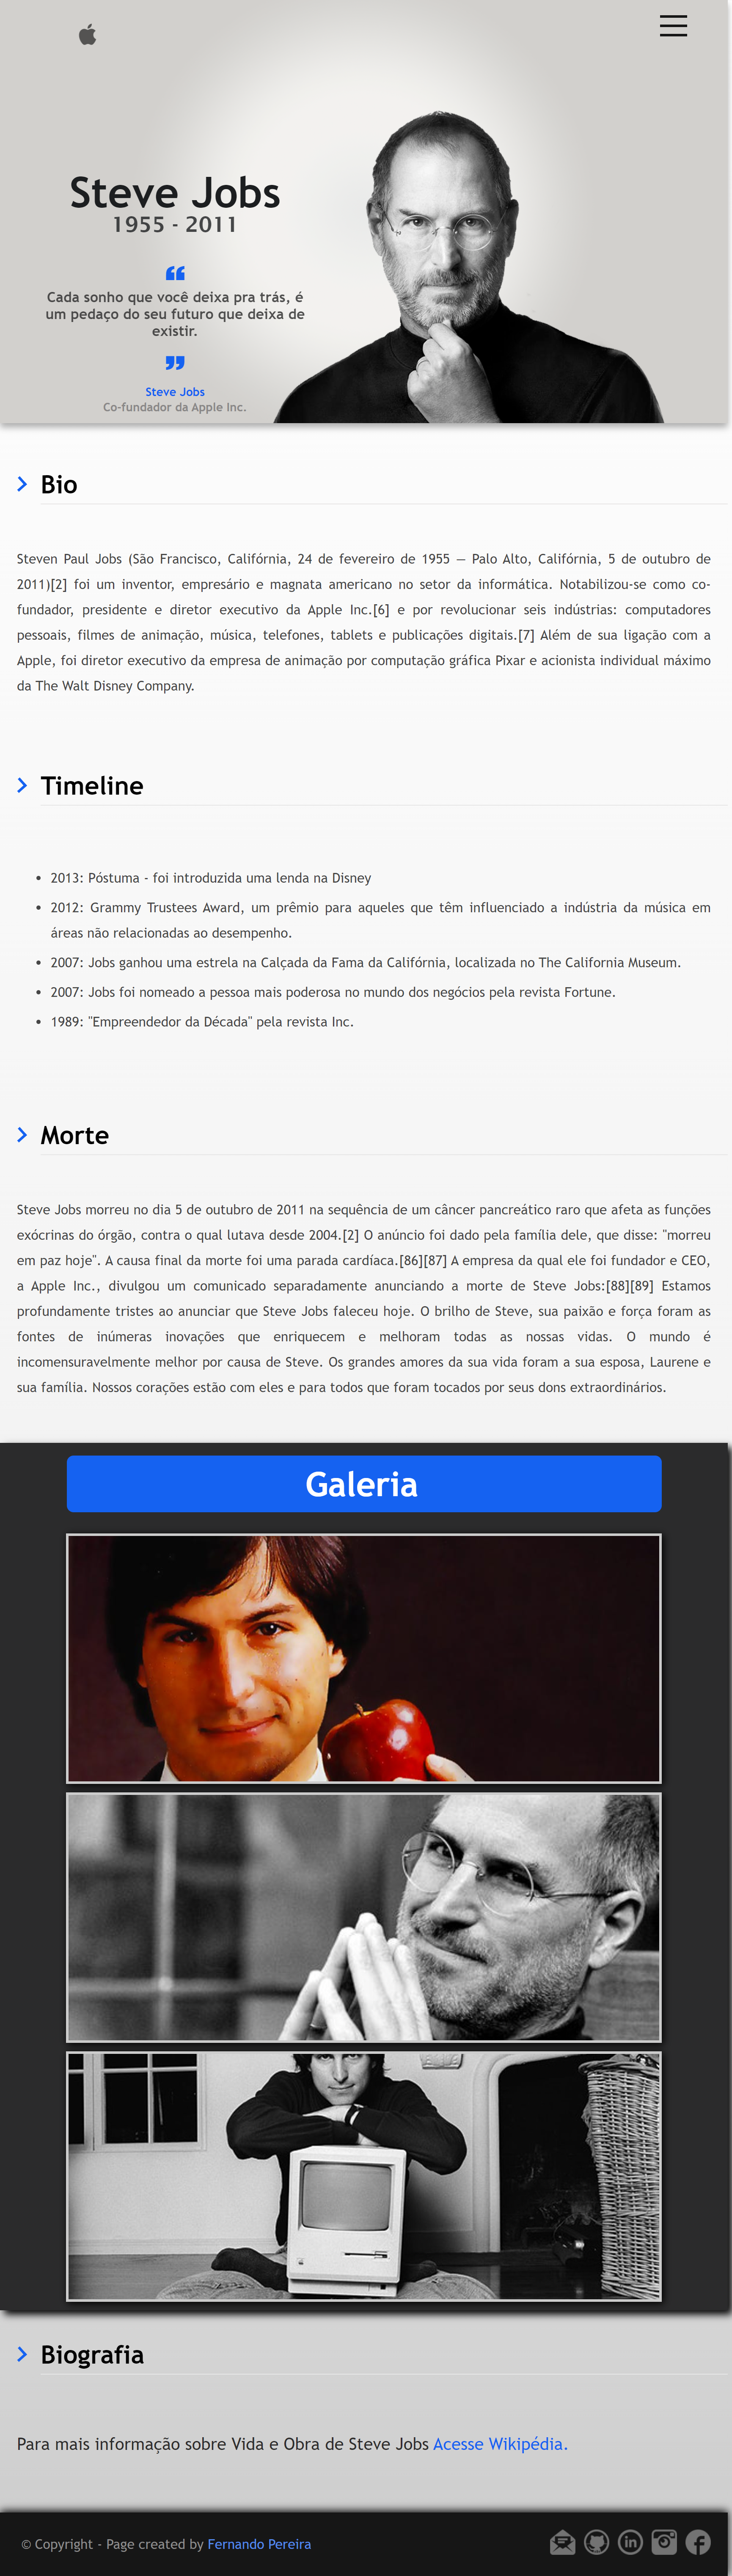 Steve Jobs
1955 - 2011
❝
Cada sonho que você deixa pra trás, é
um pedaço do seu futuro que deixa de
existir.
❞
Steve Jobs
Co-fundador da Apple Inc.
Bio
Steven Paul Jobs (São Francisco, Califórnia, 24 de fevereiro de 1955 — Palo Alto, Califórnia, 5 de outubro de
2011)[2] foi um inventor, empresário e magnata americano no setor da informática. Notabilizou-se como co-
fundador, presidente e diretor executivo da Apple Inc.[6] e por revolucionar seis indústrias: computadores
pessoais, filmes de animação, música, telefones, tablets e publicações digitais.[7] Além de sua ligação com a
Apple, foi diretor executivo da empresa de animação por computação gráfica Pixar e acionista individual máximo
da The Walt Disney Company.
Timeline
• 2013: Póstuma - foi introduzida uma lenda na Disney
• 2012: Grammy Trustees Award, um prêmio para aqueles que têm influenciado a indústria da música em
áreas não relacionadas ao desempenho.
• 2007: Jobs ganhou uma estrela na Calçada da Fama da Califórnia, localizada no The California Museum.
• 2007: Jobs foi nomeado a pessoa mais poderosa no mundo dos negócios pela revista Fortune.
• 1989: "Empreendedor da Década" pela revista Inc.
Morte
Steve Jobs morreu no dia 5 de outubro de 2011 na sequência de um câncer pancreático raro que afeta as funções
exócrinas do órgão, contra o qual lutava desde 2004.[2] O anúncio foi dado pela família dele, que disse: "morreu
em paz hoje". A causa final da morte foi uma parada cardíaca.[86][87] A empresa da qual ele foi fundador e CEO,
a Apple Inc., divulgou um comunicado separadamente anunciando a morte de Steve Jobs:[88][89] Estamos
profundamente tristes ao anunciar que Steve Jobs faleceu hoje. O brilho de Steve, sua paixão e força foram as
fontes de inúmeras inovações que enriquecem e melhoram todas as nossas vidas. O mundo é
incomensuravelmente melhor por causa de Steve. Os grandes amores da sua vida foram a sua esposa, Laurene e
sua família. Nossos corações estão com eles e para todos que foram tocados por seus dons extraordinários.
Galeria
Biografia
Para mais informação sobre Vida e Obra de Steve Jobs Acesse Wikipédia.
© Copyright - Page created by Fernando Pereira